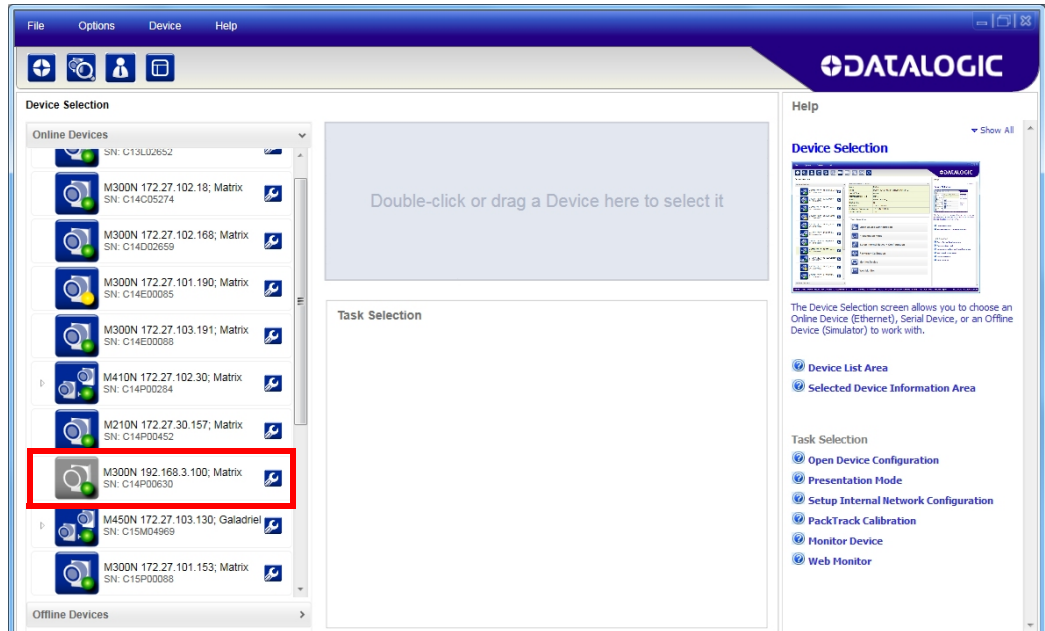 File Options Device Help
DATALOGIC
Device Selection
Online Devices
SN: C13L02652
M300N 172.27.102.18; Matrix
SN: C14C05274
M300N 172.27.102.168; Matrix
SN: C14D02659
M300N 172.27.101.190; Matrix
SN: C14E00085
M300N 172.27.103.191; Matrix
SN: C14E00088
M410N 172.27.102.30; Matrix
SN: C14P00284
M210N 172.27.30.157; Matrix
SN: C14P00452
M300N 192.168.3.100; Matrix
SN: C14P00630
M450N 172.27.103.130; Galadriel
SN: C15M04969
M300N 172.27.101.153; Matrix
SN: C15P00088
Offline Devices
Double-click or drag a Device here to select it
Task Selection
Help
Show All
Device Selection
The Device Selection screen allows you to choose an
Online Device (Ethernet), Serial Device, or an Offline
Device (Simulator) to work with.
Device List Area
Selected Device Information Area
Task Selection
Open Device Configuration
Presentation Mode
Setup Internal Network Configuration
PackTrack Calibration
Monitor Device
Web Monitor